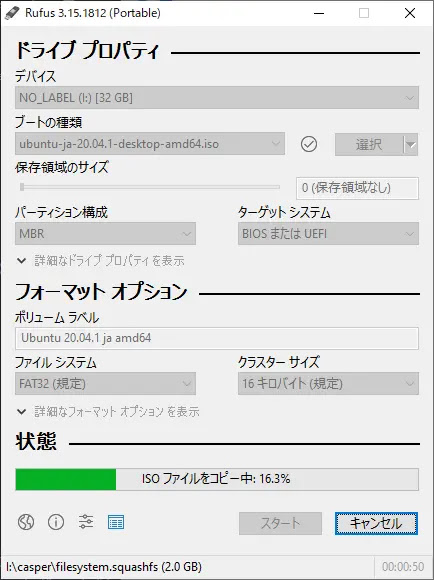 Rufus 3.15.1812 (Portable)
ドライブ プロパティ
デバイス
NO_LABEL (I:) [32 GB]
ブートの種類
ubuntu-ja-20.04.1-desktop-amd64.iso
選択
保存領域のサイズ
0 (保存領域なし)
パーティション構成
ターゲット システム
MBR
BIOS または UEFI
詳細なドライブ プロパティを表示
フォーマット オプション
ボリューム ラベル
Ubuntu 20.04.1 ja amd64
ファイル システム
クラスター サイズ
FAT32 (規定)
16 キロバイト (規定)
詳細なフォーマット オプションを表示
状態
ISO ファイルをコピー中: 16.3%
スタート
キャンセル
I:\casper\filesystem.squashfs (2.0 GB)
00:00:50